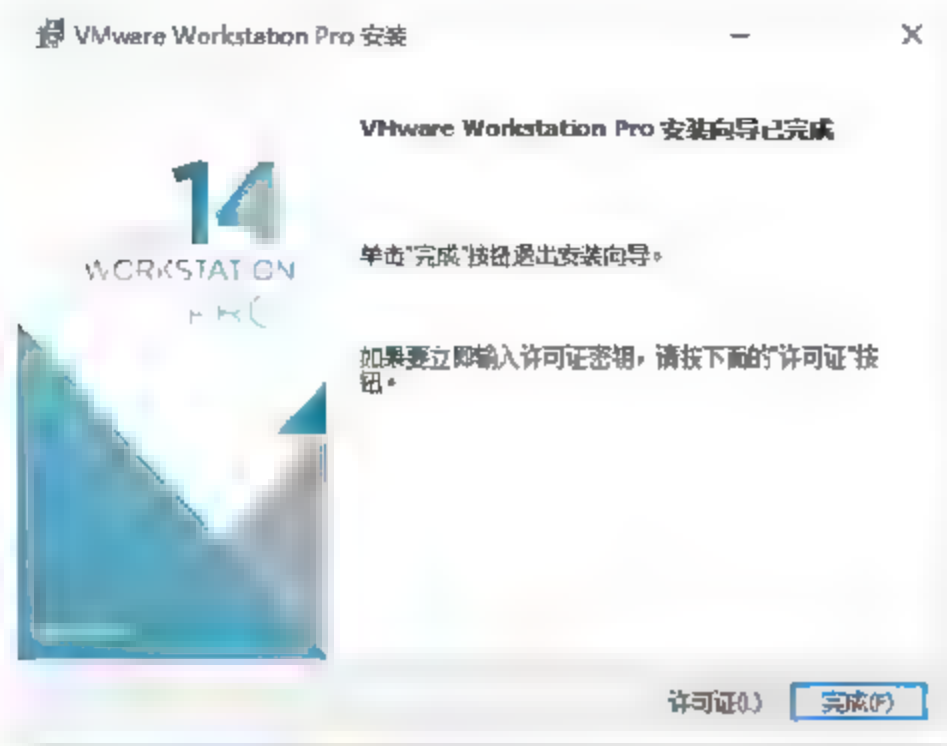 VMware Workstation Pro 安装
VMware Workstation Pro 安装向导已完成
14
WORKSTATION
单击"完成"按钮退出安装向导。
如果要立即输入许可证密钥，请按下面的"许可证"按
钮。
许可证(L)
完成(F)